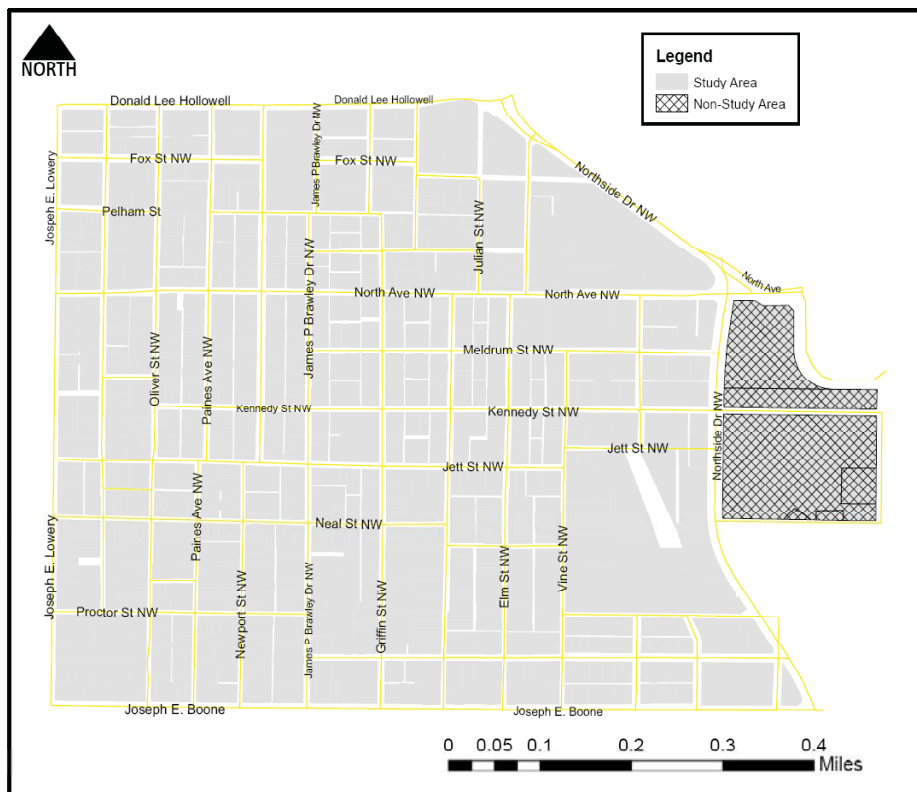 NORTH
Legend
Study Area
Non-Study Area
Donald Lee Hollowell
Donald Lee Hollowell
James P Brawley Dr NW
Fox St NW
Fox St NW
Jospeh E. Lowery
Northside Dr NW
Pelham St
Julian St NW
James P Brawley Dr NW
North Ave
North Ave NW
North Ave NW
Oliver St NW
Paines Ave NW
Meldrum St NW
Northside Dr NW
Kennedy St NW
Kennedy St NW
Jett St NW
Jett St NW
Paines Ave NW
Neal St NW
Joseph E. Lowery
Vine St NW
Elm St NW
Newport St NW
Griffin St NW
James P Brawley Dr NW
Proctor St NW
Joseph E. Boone
Joseph E. Boone
0 0.05 0.1 0.2 0.3 0.4
Miles